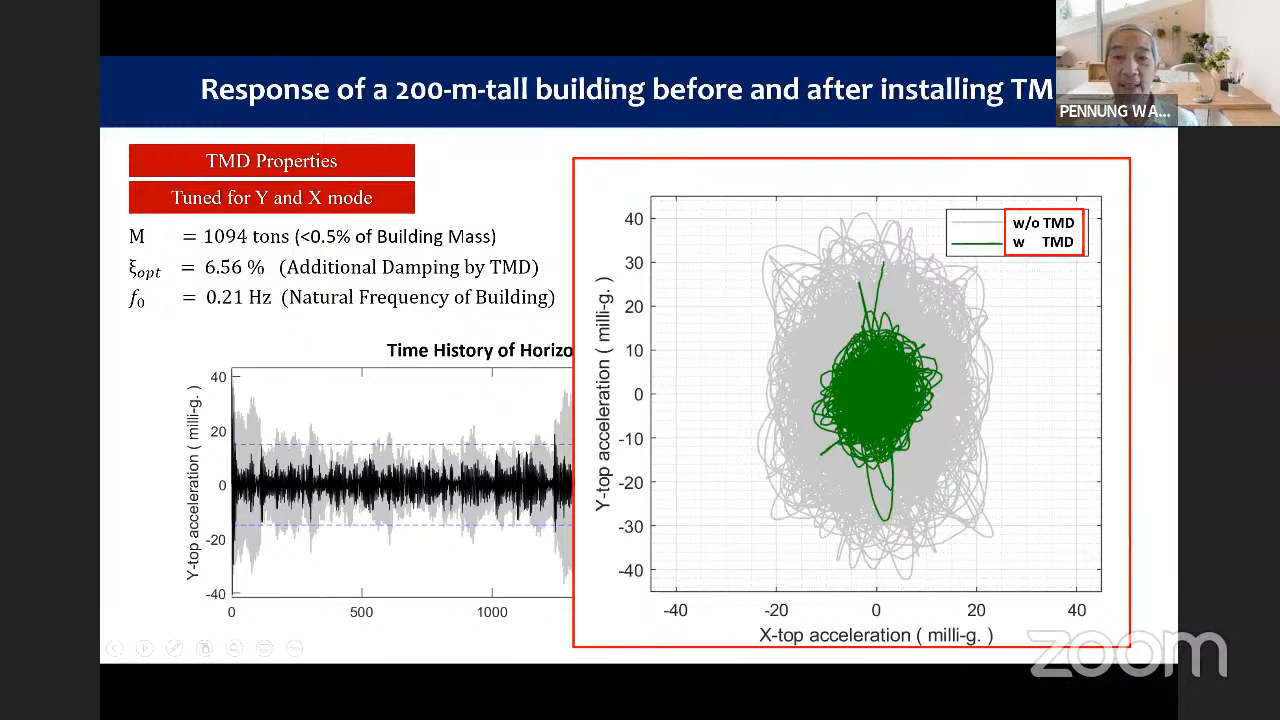 Response of a 200-m-tall building before and after installing TM
PENNUNG WA...
TMD Properties
Tuned for Y and X mode
M = 1094 tons (<0.5% of Building Mass)
ξopt = 6.56 % (Additional Damping by TMD)
f0 = 0.21 Hz (Natural Frequency of Building)
Time History of Horizo
Y-top acceleration ( milli-g. )
40
20
0
-20
-40
0
500
1000
w/o TMD
w TMD
Y-top acceleration ( milli-g. )
40
30
20
10
0
-10
-20
-30
-40
-40
-20
0
20
40
X-top acceleration ( milli-g. )
zoom